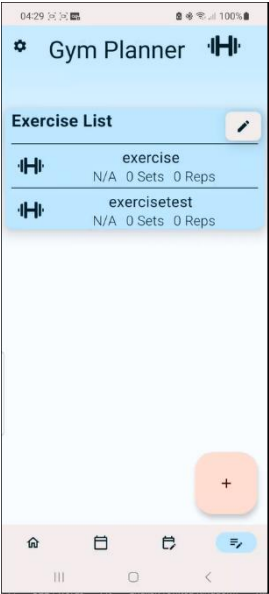 04:29 100%
Gym Planner
Exercise List
exercise
N/A 0 Sets 0 Reps
exercisetest
N/A 0 Sets 0 Reps
+